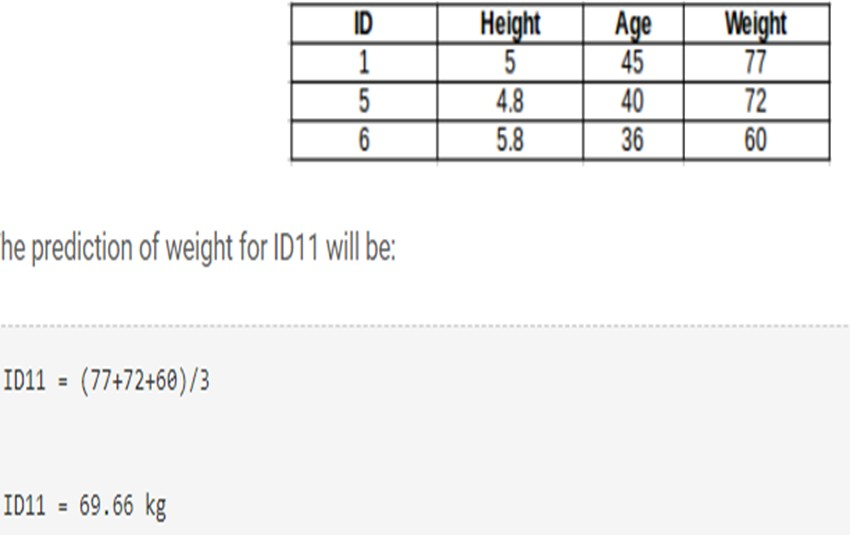 ID Height Age Weight
1 5 45 77
5 4.8 40 72
6 5.8 36 60
he prediction of weight for ID11 will be:
ID11 = (77+72+60)/3
ID11 = 69.66 kg